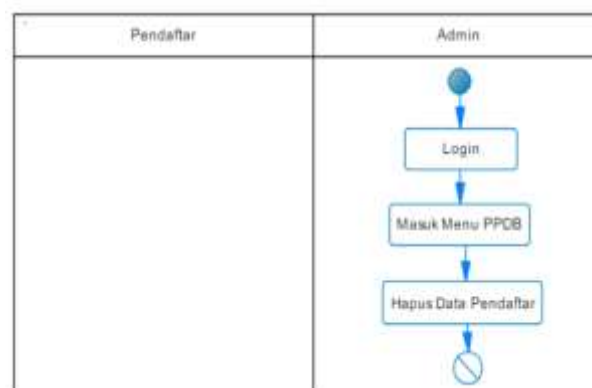 Pendaftar
Admin
Login
Masuk Menu PPDB
Hapus Data Pendaftar